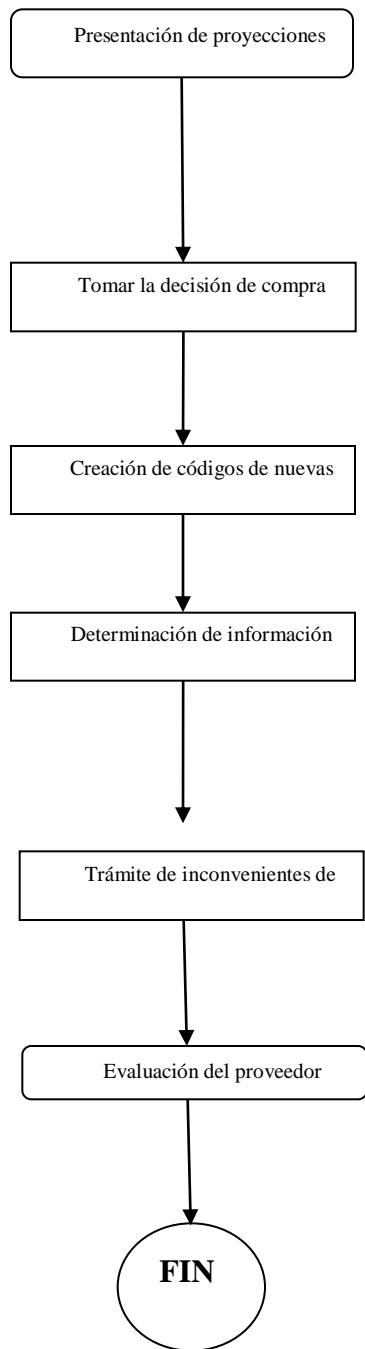 Presentación de proyecciones
Tomar la decisión de compra
Creación de códigos de nuevas
Determinación de información
Trámite de inconvenientes de
Evaluación del proveedor
FIN